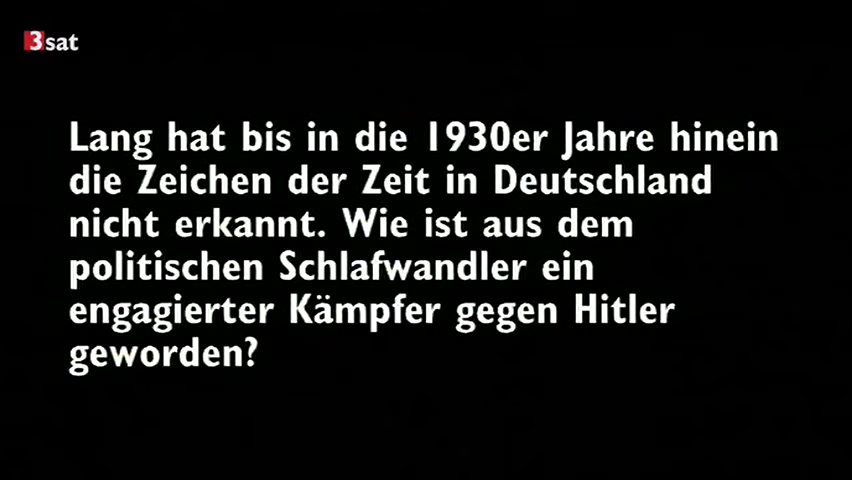 3sat
Lang hat bis in die 1930er Jahre hinein
die Zeichen der Zeit in Deutschland
nicht erkannt. Wie ist aus dem
politischen Schlafwandler ein
engagierter Kämpfer gegen Hitler
geworden?